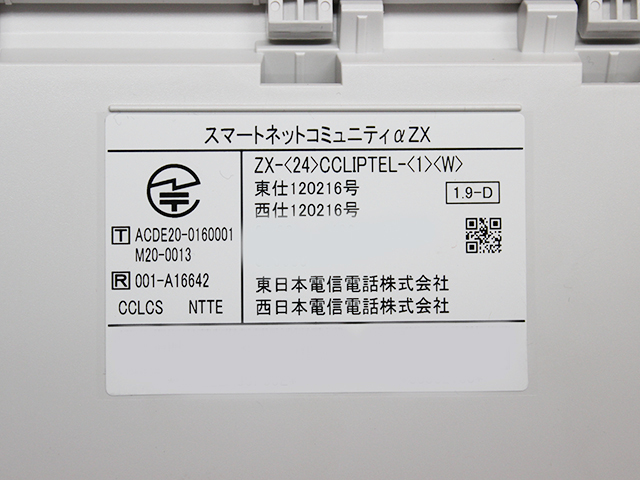 スマートネットコミュニティαZX
ZX-<24>CCLIPTEL-<1><W>
東仕120216号
1.9-D
西仕120216号
T ACDE20-0160001
M20-0013
R 001-A16642
CCLCS NTTE
東日本電信電話株式会社
西日本電信電話株式会社